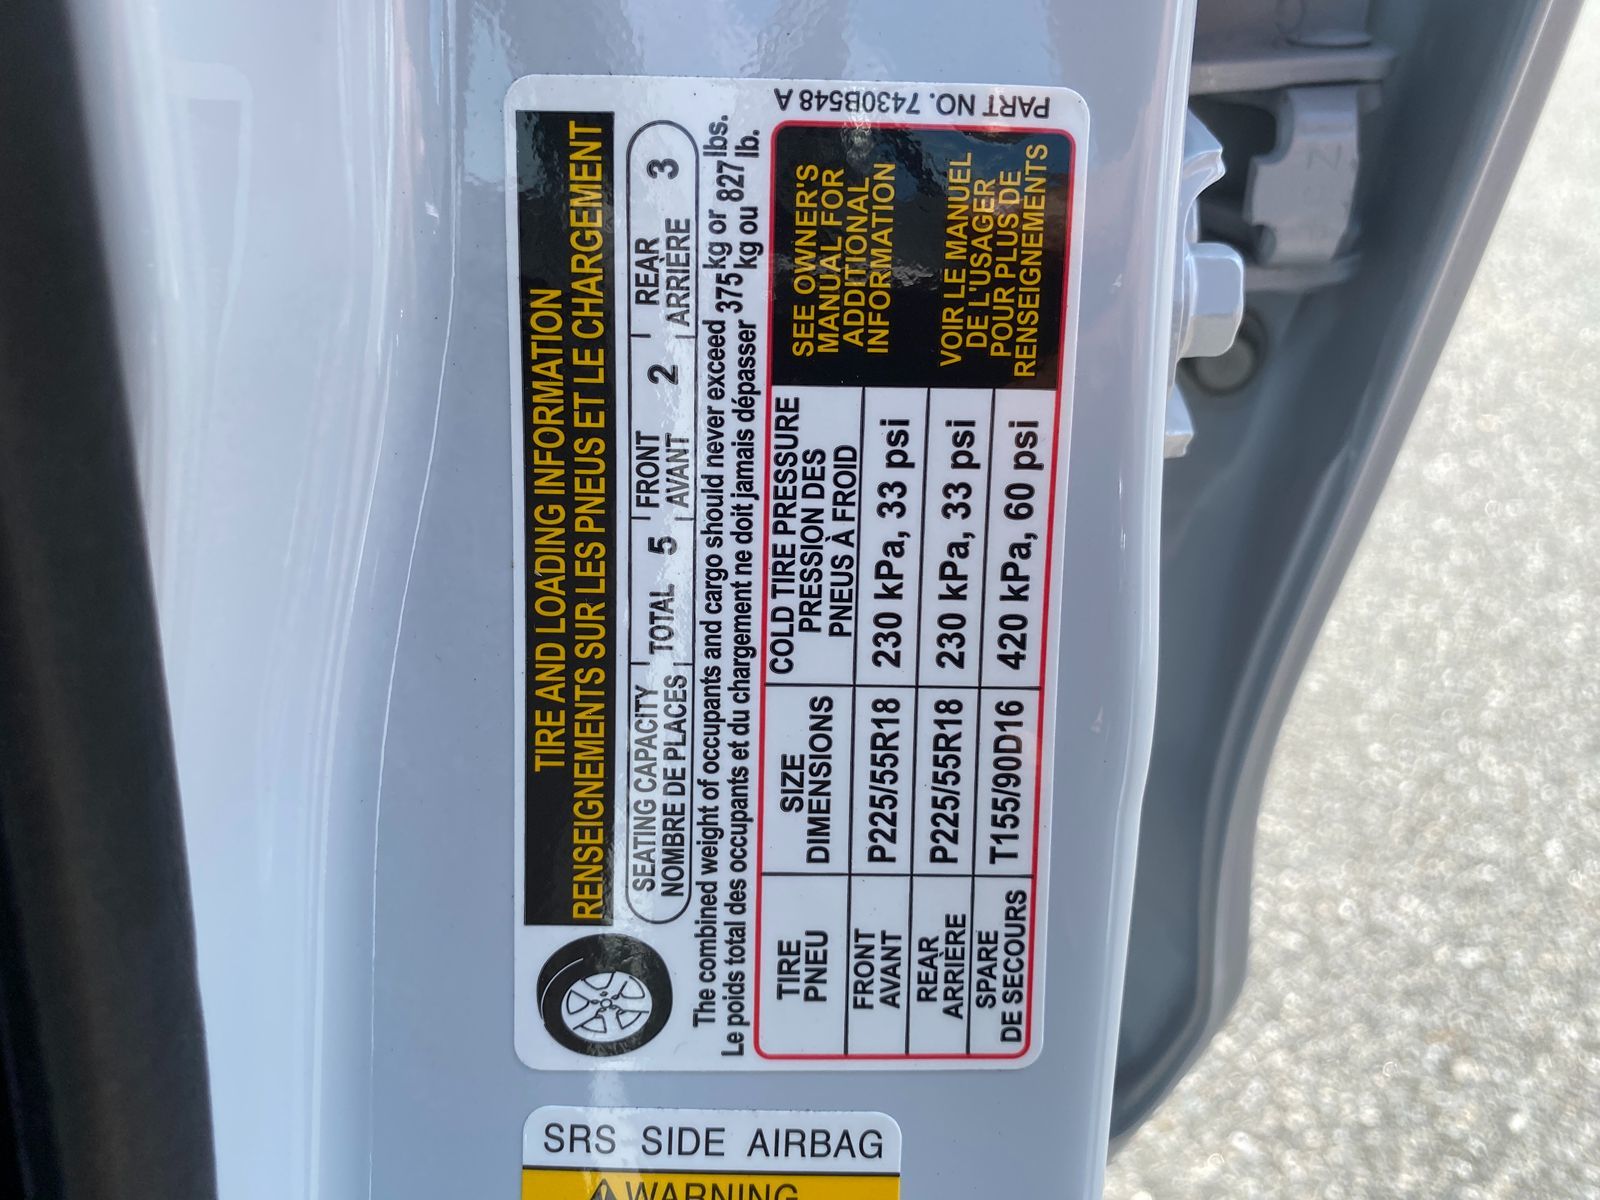 TIRE AND LOADING INFORMATION
RENSEIGNEMENTS SUR LES PNEUS ET LE CHARGEMENT
SEATING CAPACITY TOTAL 5 FRONT 2 REAR 3
NOMBRE DE PLACES AVANT ARRIÈRE
The combined weight of occupants and cargo should never exceed 375 kg or 827 lbs.
Le poids total des occupants et du chargement ne doit jamais dépasser 375 kg ou 827 lb.
TIRE SIZE COLD TIRE PRESSURE
PNEU DIMENSIONS PRESSION DES
PNEUS À FROID
FRONT P225/55R18 230 kPa, 33 psi
AVANT
REAR P225/55R18 230 kPa, 33 psi
ARRIÈRE
SPARE T155/90D16 420 kPa, 60 psi
DE SECOURS
SEE OWNER'S
MANUAL FOR
ADDITIONAL
INFORMATION
VOIR LE MANUEL
DE L'USAGER
POUR PLUS DE
RENSEIGNEMENTS
PART NO. 7430B548 A
SRS SIDE AIRBAG
WARNING